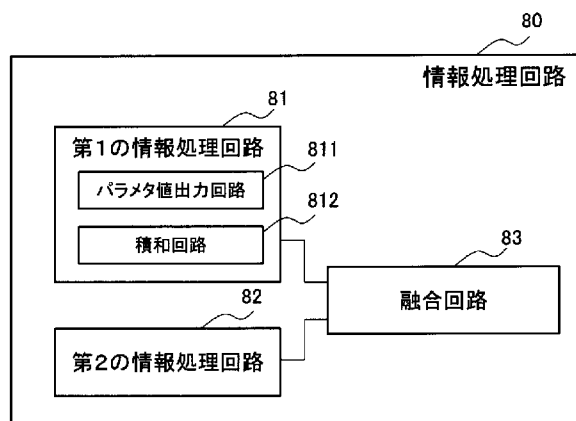 80
情報処理回路
81
第1の情報処理回路
811
パラメタ値出力回路
812
積和回路
83
融合回路
82
第2の情報処理回路